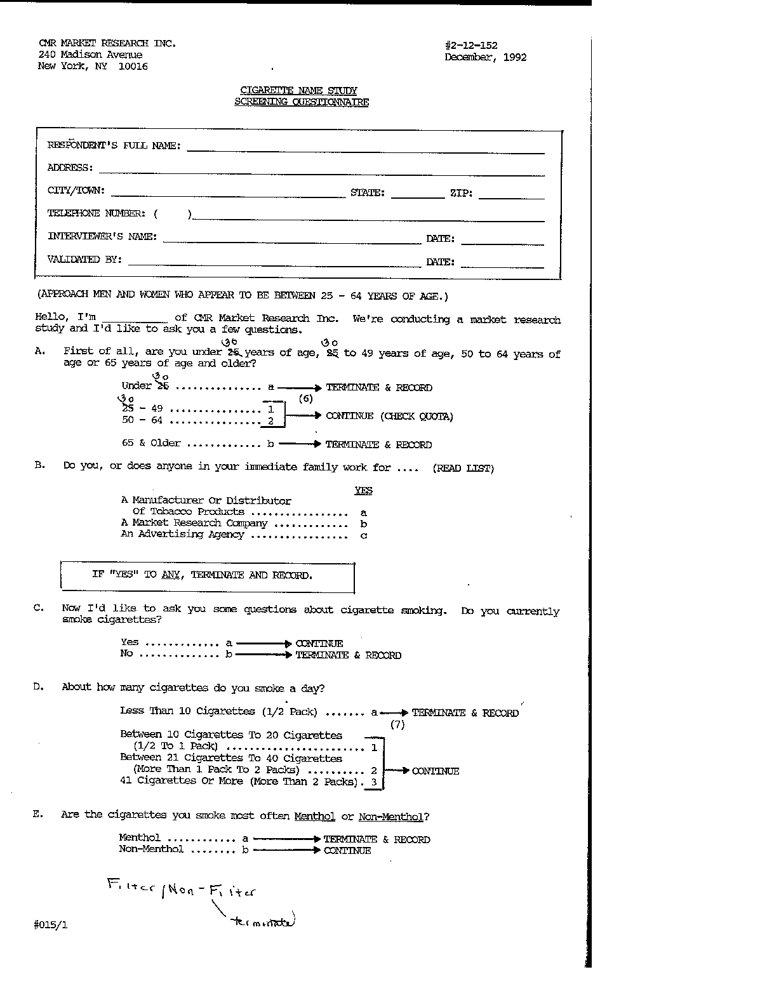 CMR MARKET RESEARCH INC.
240 Madison Avenue
New York, NY 10016
#2-12-152
December, 1992
CIGARETTE NAME STUDY
SCREENING QUESTIONNAIRE
RESPONDENT'S FULL NAME:
ADDRESS:
CITY/TOWN: STATE: ZIP:
TELEPHONE NUMBER: ( )
INTERVIEWER'S NAME: DATE:
VALIDATED BY: DATE:
(APPROACH MEN AND WOMEN WHO APPEAR TO BE BETWEEN 25 - 64 YEARS OF AGE.)
Hello, I'm ________ of CMR Market Research Inc. We're conducting a market research
study and I'd like to ask you a few questions.
30 30
A. First of all, are you under 25 years of age, 25 to 49 years of age, 50 to 64 years of
age or 65 years of age and older?
30
Under 25 ............... a TERMINATE & RECORD
30 (6)
25 - 49 ................ 1
50 - 64 ................ 2 CONTINUE (CHECK QUOTA)
65 & Older ............. b TERMINATE & RECORD
B. Do you, or does anyone in your immediate family work for .... (READ LIST)
YES
A Manufacturer Or Distributor
Of Tobacco Products ................. a
A Market Research Company ............. b
An Advertising Agency ................. c
IF "YES" TO ANY, TERMINATE AND RECORD.
C. Now I'd like to ask you some questions about cigarette smoking. Do you currently
smoke cigarettes?
Yes ............. a CONTINUE
No .............. b TERMINATE & RECORD
D. About how many cigarettes do you smoke a day?
Less Than 10 Cigarettes (1/2 Pack) ....... a TERMINATE & RECORD
(7)
Between 10 Cigarettes To 20 Cigarettes
(1/2 To 1 Pack) ........................ 1
Between 21 Cigarettes To 40 Cigarettes
(More Than 1 Pack To 2 Packs) .......... 2 CONTINUE
41 Cigarettes Or More (More Than 2 Packs). 3
E. Are the cigarettes you smoke most often Menthol or Non-Menthol?
Menthol ............ a TERMINATE & RECORD
Non-Menthol ........ b CONTINUE
Filter/Non-Filter
terminate
#015/1